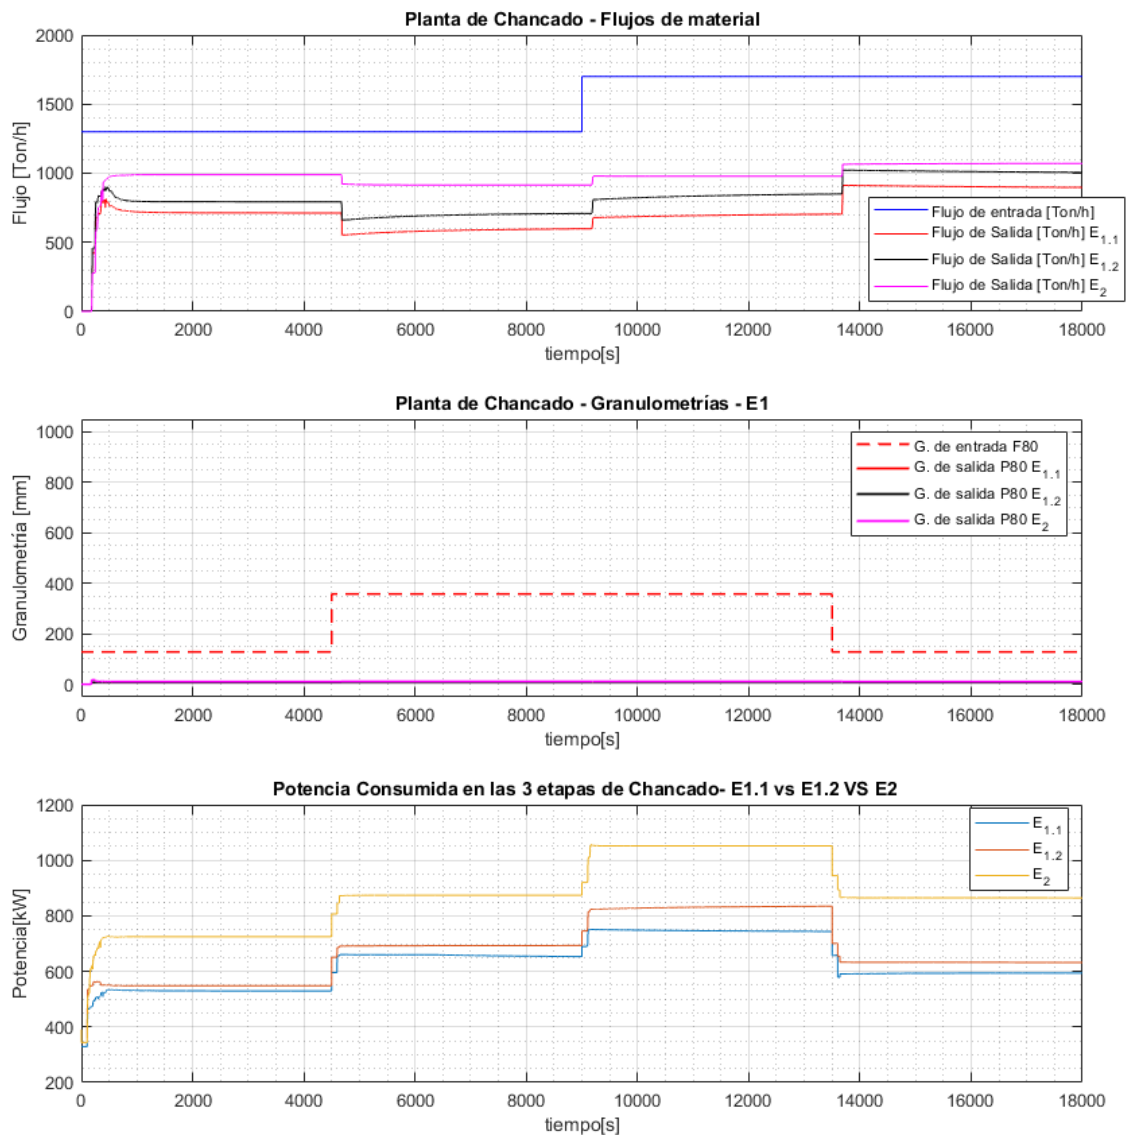 Planta de Chancado - Flujos de material
Flujo [Ton/h]
2000
1500
1000
500
0
0 2000 4000 6000 8000 10000 12000 14000 16000 18000
tiempo[s]
Flujo de entrada [Ton/h]
Flujo de Salida [Ton/h] E1.1
Flujo de Salida [Ton/h] E1.2
Flujo de Salida [Ton/h] E2
Planta de Chancado - Granulometrías - E1
Granulometría [mm]
1000
800
600
400
200
0
0 2000 4000 6000 8000 10000 12000 14000 16000 18000
tiempo[s]
G. de entrada F80
G. de salida P80 E1.1
G. de salida P80 E1.2
G. de salida P80 E2
Potencia Consumida en las 3 etapas de Chancado- E1.1 vs E1.2 VS E2
Potencia[kW]
1200
1000
800
600
400
200
0 2000 4000 6000 8000 10000 12000 14000 16000 18000
tiempo[s]
E1.1
E1.2
E2